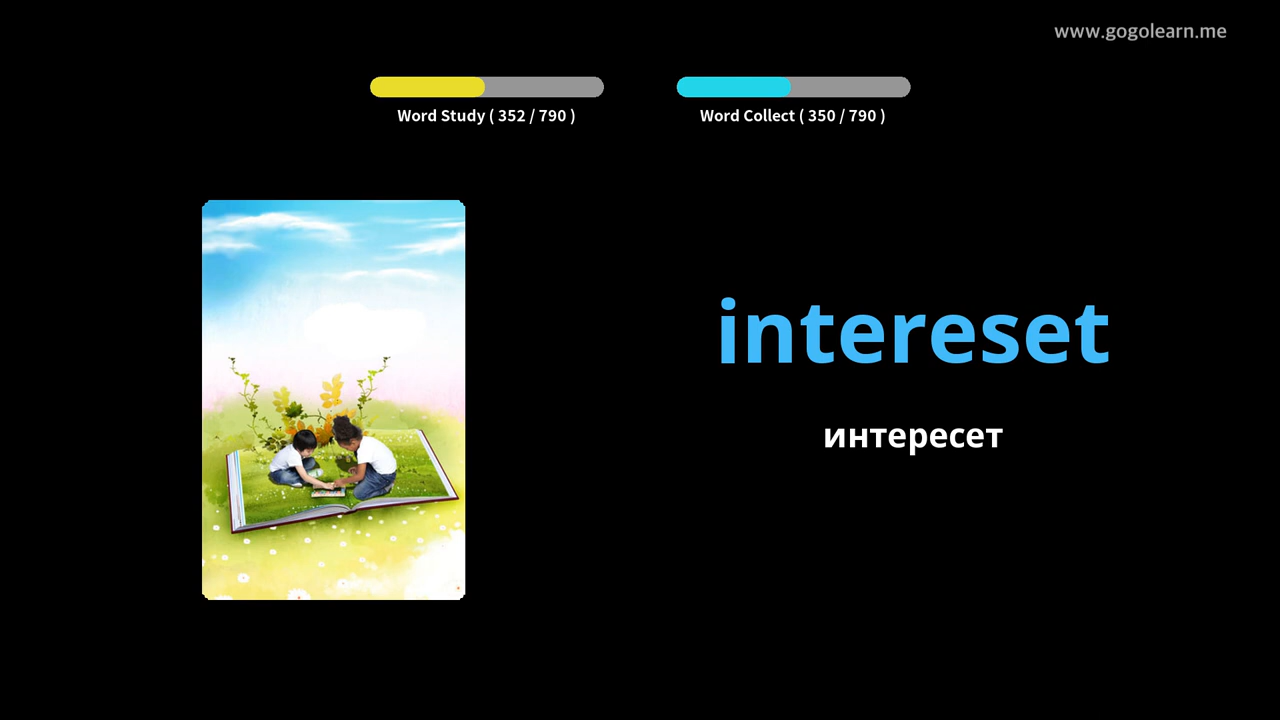 www.gogolearn.me
Word Study ( 352 / 790 )
Word Collect ( 350 / 790 )
intereset
интересет